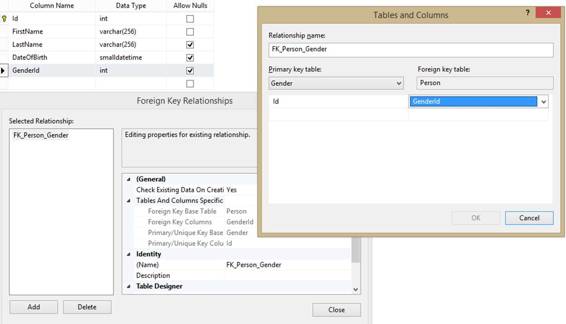 Column Name Data Type Allow Nulls
Id int
FirstName varchar(256)
LastName varchar(256)
DateOfBirth smalldatetime
GenderId int
Foreign Key Relationships
Selected Relationship:
FK_Person_Gender
Editing properties for existing relationship.
(General)
Check Existing Data On Creati Yes
Tables And Columns Specific
Foreign Key Base Table Person
Foreign Key Columns GenderId
Primary/Unique Key Base Gender
Primary/Unique Key Colu Id
Identity
(Name) FK_Person_Gender
Description
Table Designer
Add Delete
Close
Tables and Columns
? X
Relationship name:
FK_Person_Gender
Primary key table: Foreign key table:
Gender Person
Id GenderId
OK Cancel